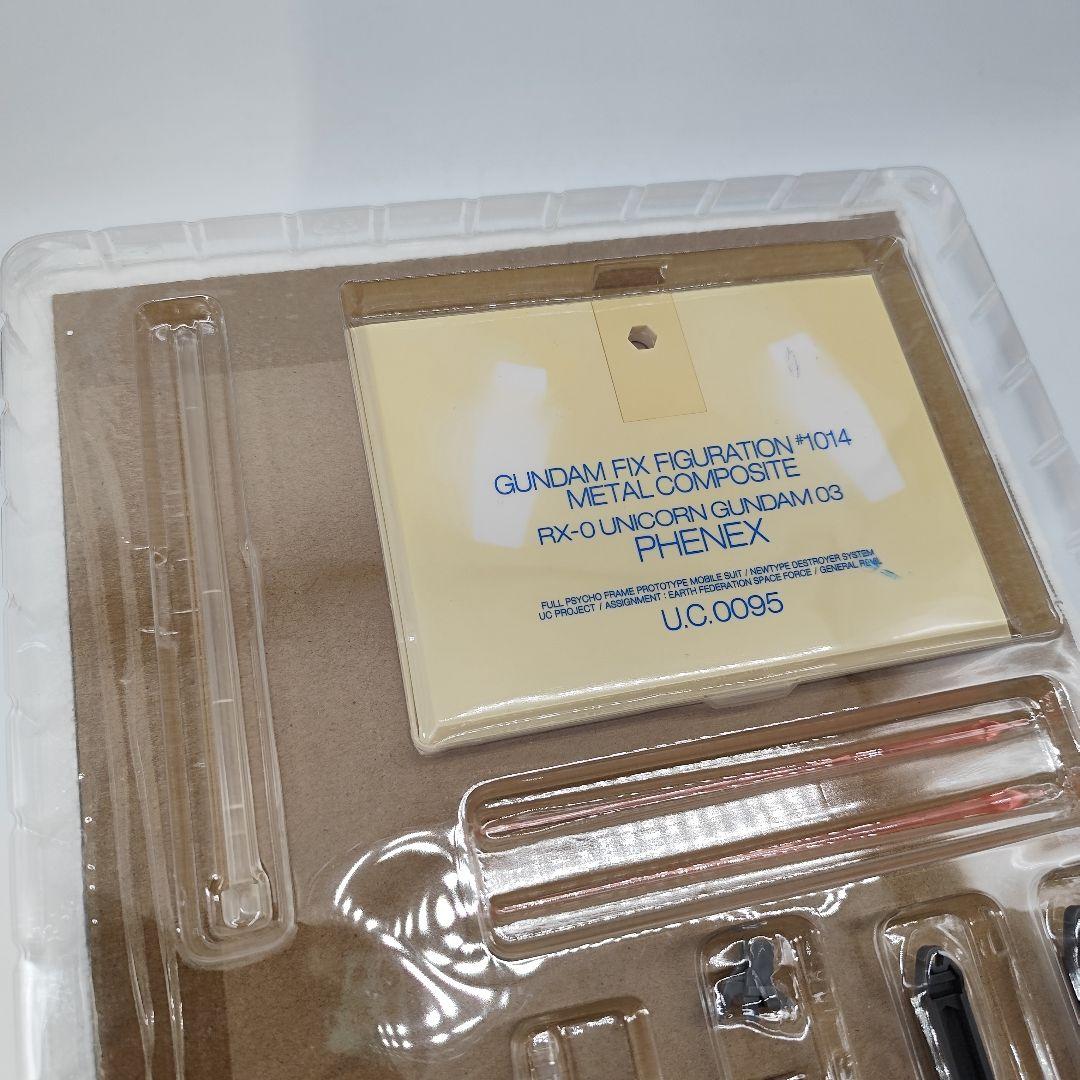 GUNDAM FIX FIGURATION #1014
METAL COMPOSITE
RX-0 UNICORN GUNDAM 03
PHENEX
FULL PSYCHO FRAME PROTOTYPE MOBILE SUIT / NEWTYPE DESTROYER SYSTEM
UC PROJECT / ASSIGNMENT : EARTH FEDERATION SPACE FORCE / GENERAL REVIL
U.C.0095